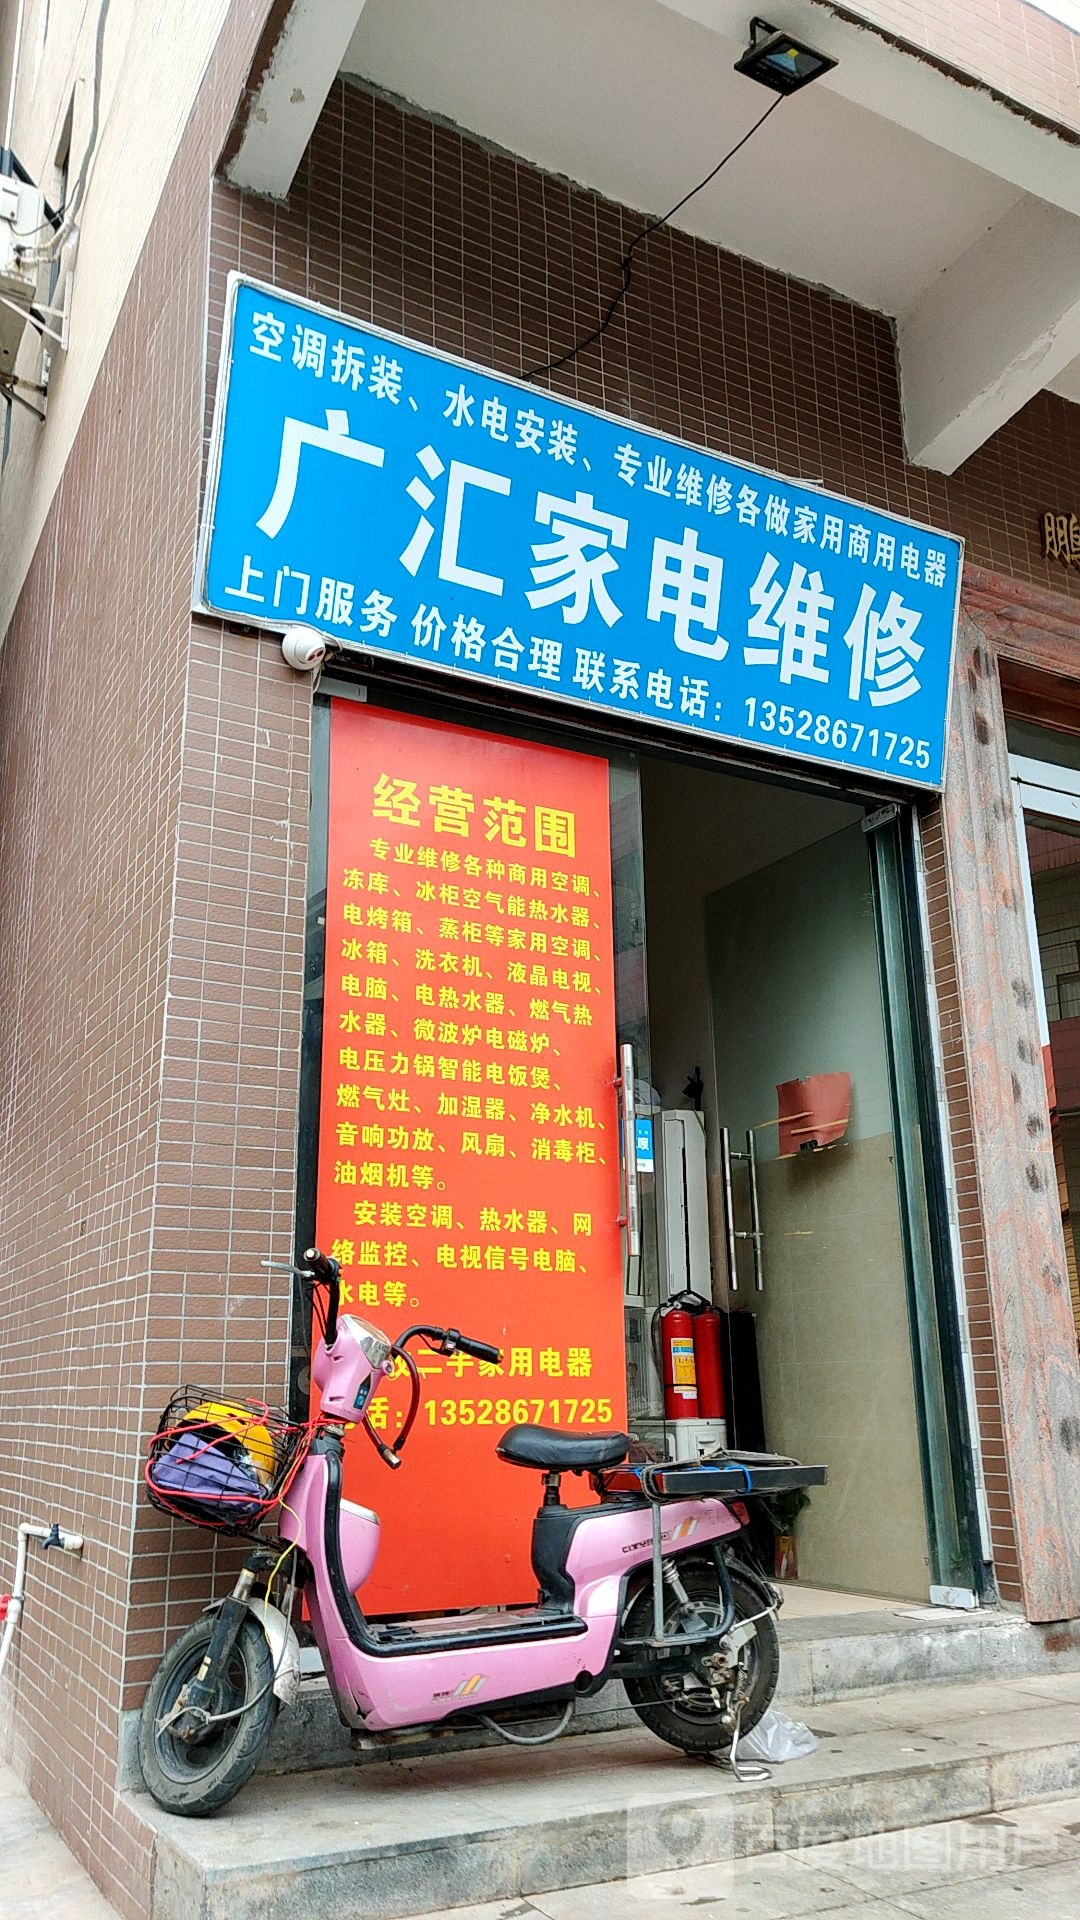 空调拆装、水电安装、专业维修各做家用商用电器
广汇家电维修
上门服务 价格合理 联系电话：13528671725
鹏
经营范围
专业维修各种商用空调、
冻库、冰柜空气能热水器、
电烤箱、蒸柜等家用空调、
冰箱、洗衣机、液晶电视、
电脑、电热水器、燃气热
水器、微波炉电磁炉、
电压力锅智能电饭煲、
燃气灶、加湿器、净水机、
音响功放、风扇、消毒柜、
油烟机等。
安装空调、热水器、网
络监控、电视信号电脑、
水电等。
二手家用电器
话：13528671725
百度地图用户